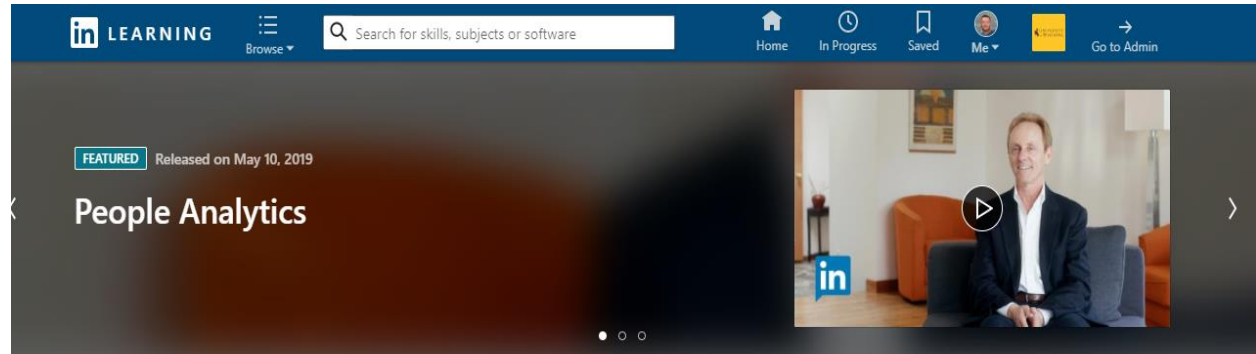 in LEARNING
Browse
Search for skills, subjects or software
Home
In Progress
Saved
Me
Go to Admin
FEATURED Released on May 10, 2019
People Analytics
in